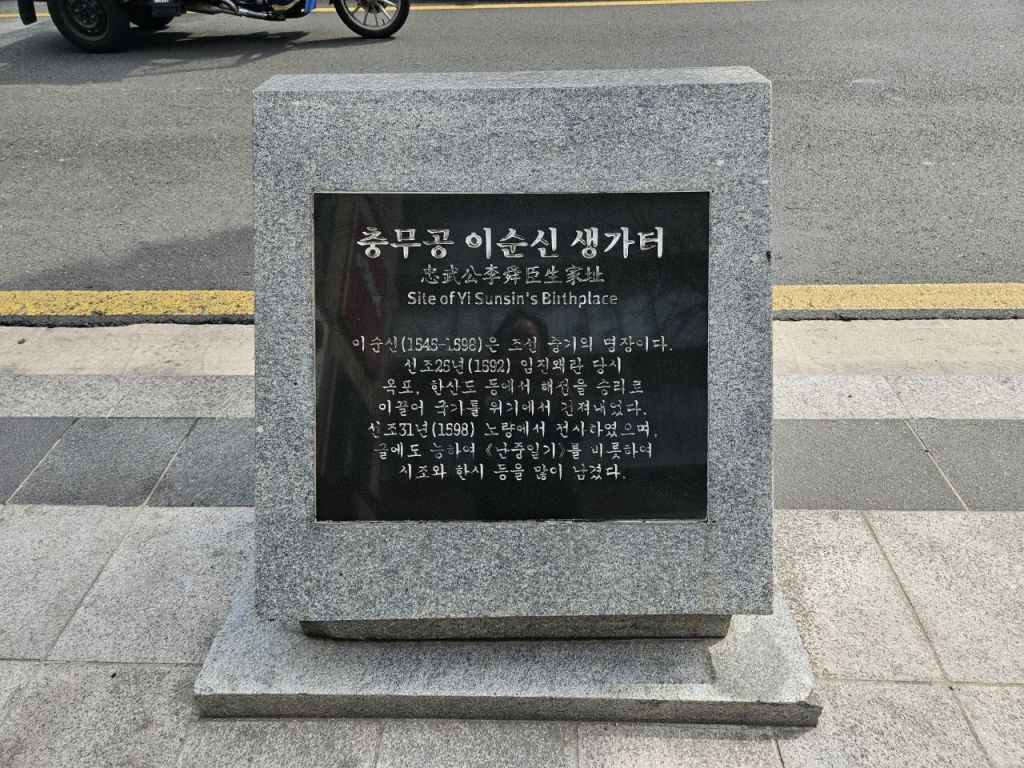 충무공 이순신 생가터
忠武公李舜臣生家址
Site of Yi Sunsin's Birthplace
이순신(1545-1598)은 조선 중기의 명장이다.
선조25년(1592) 임진왜란 당시
옥포, 한산도 등에서 해전을 승리로
이끌어 국가를 위기에서 건져내었다.
선조31년(1598) 노량에서 전사하였으며,
글에도 능하여 《난중일기》를 비롯하여
시조와 한시 등을 많이 남겼다.